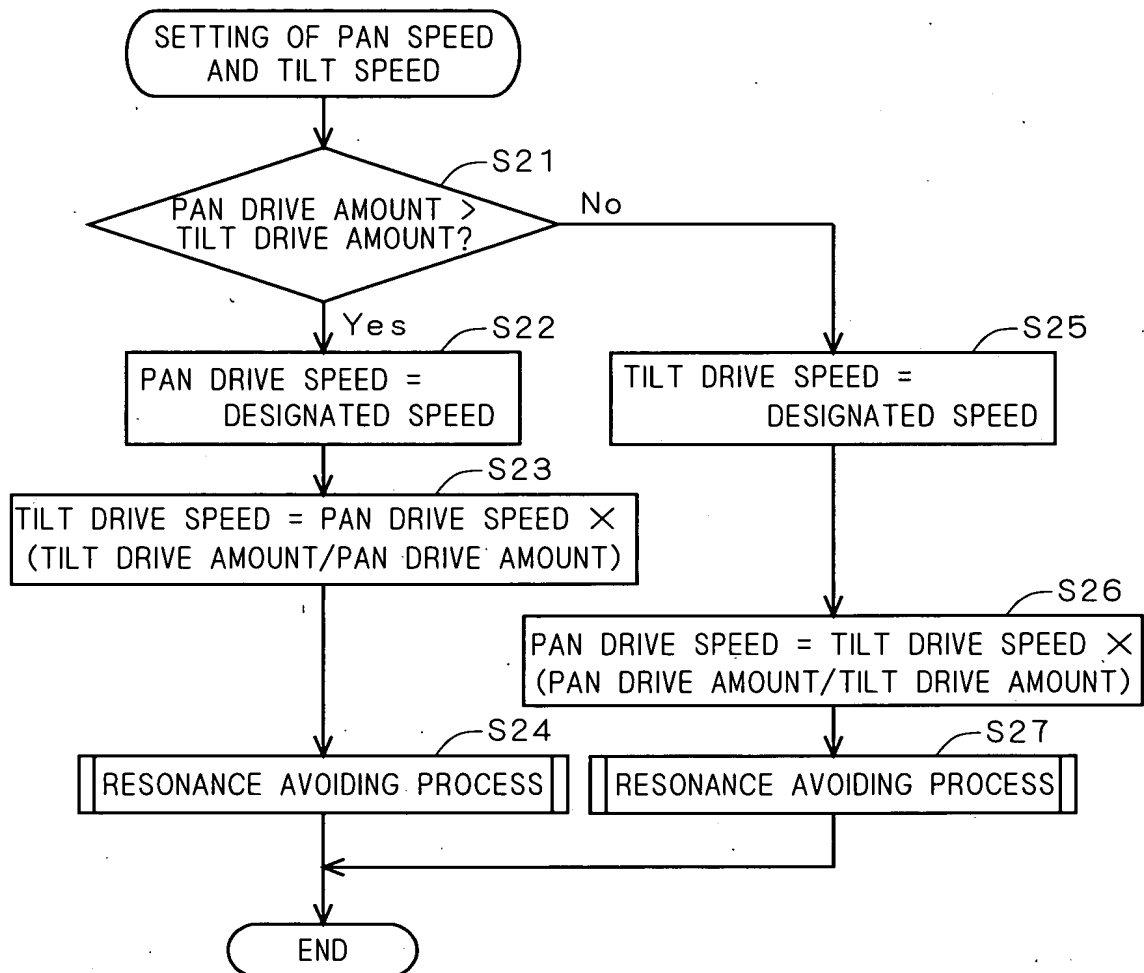 SETTING OF PAN SPEED
AND TILT SPEED
S21
PAN DRIVE AMOUNT >
TILT DRIVE AMOUNT?
No
Yes
S22
PAN DRIVE SPEED =
DESIGNATED SPEED
S23
TILT DRIVE SPEED = PAN DRIVE SPEED ×
(TILT DRIVE AMOUNT/PAN DRIVE AMOUNT)
S24
RESONANCE AVOIDING PROCESS
S25
TILT DRIVE SPEED =
DESIGNATED SPEED
S26
PAN DRIVE SPEED = TILT DRIVE SPEED ×
(PAN DRIVE AMOUNT/TILT DRIVE AMOUNT)
S27
RESONANCE AVOIDING PROCESS
END